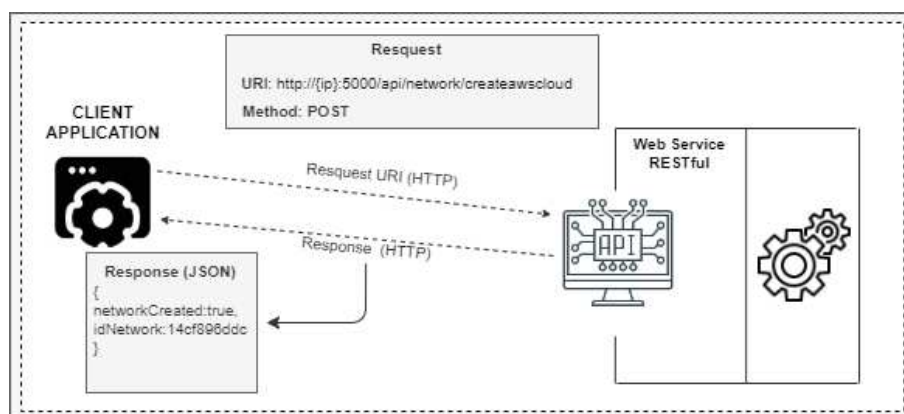 Resquest
URI: http://{ip}:5000/api/network/createawscloud
Method: POST
CLIENT
APPLICATION
Web Service
RESTful
Resquest URI (HTTP)
API
Response (HTTP)
Response (JSON)
{
networkCreated:true,
idNetwork:14cf896ddc
}